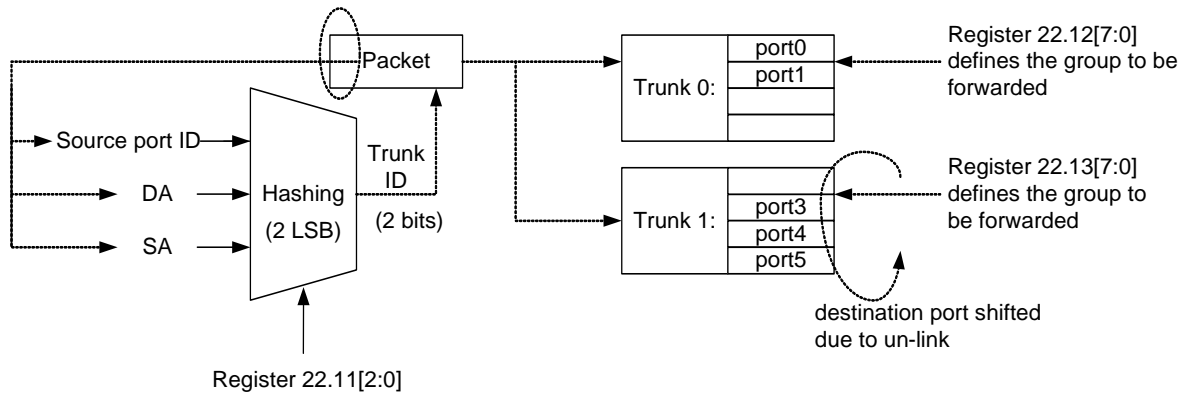 Packet
Source port ID
DA
SA
Hashing
(2 LSB)
Trunk
ID
(2 bits)
Register 22.11[2:0]
Trunk 0:
port0
port1
Register 22.12[7:0]
defines the group to be
forwarded
Trunk 1:
port3
port4
port5
Register 22.13[7:0]
defines the group to
be forwarded
destination port shifted
due to un-link